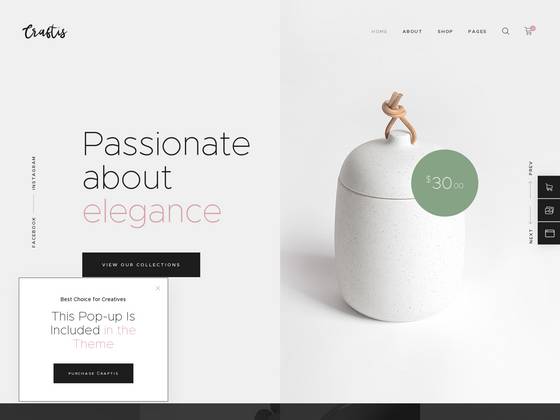 Craftis
HOME ABOUT SHOP PAGES
Passionate
about
elegance
INSTAGRAM
FACEBOOK
VIEW OUR COLLECTIONS
$30.00
PREV
NEXT
Best Choice for Creatives
This Pop-up Is
Included in the
Theme
PURCHASE CRAFTIS